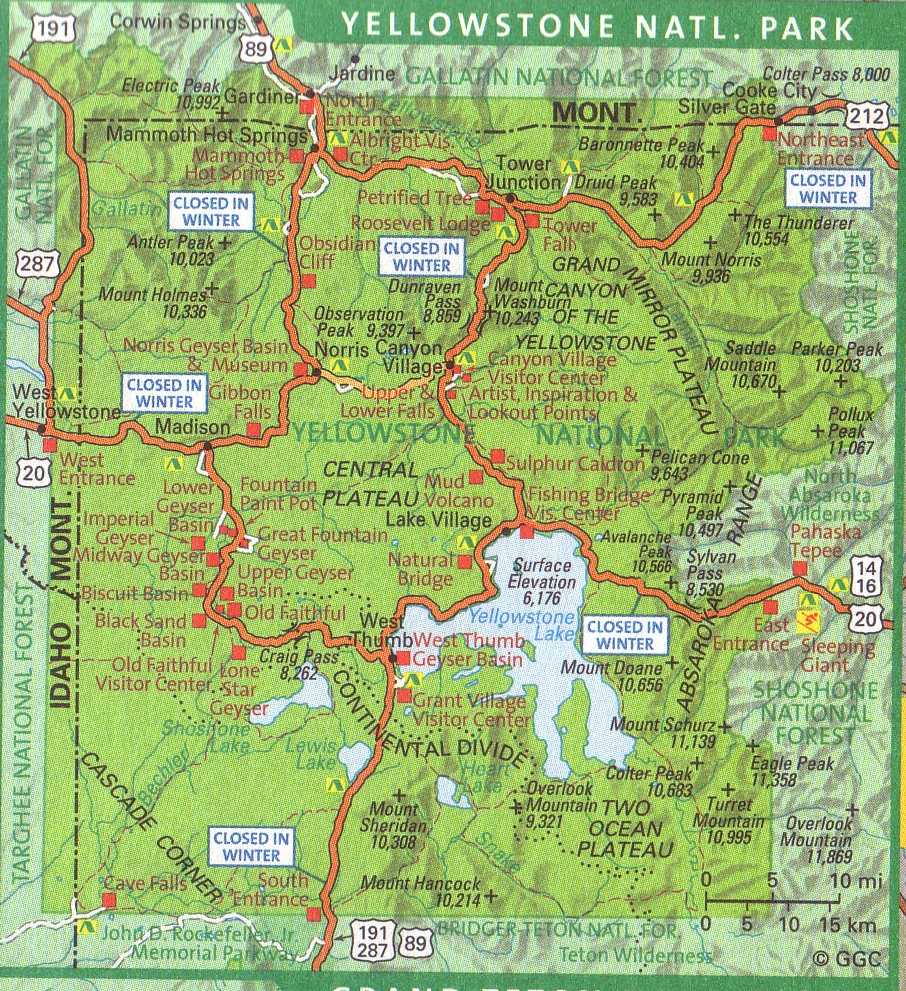 YELLOWSTONE NATL. PARK
191
Corwin Springs
89
Jardine
GALLATIN NATIONAL FOREST
Colter Pass 8,000
Cooke City
Silver Gate
212
Electric Peak
10,992
Gardiner
North
Entrance
Yellowstone
MONT.
Mammoth Hot Springs
Albright Vis.
Ctr.
Mammoth
Hot Springs
Baronnette Peak
10,404
Northeast
Entrance
CLOSED IN
WINTER
Tower
Junction
Druid Peak
9,583
Petrified Tree
Roosevelt Lodge
Tower
Fall
The Thunderer
10,554
Mount Norris
9,936
GALLATIN
NATL. FOR.
Gallatin
CLOSED IN
WINTER
Antler Peak
10,023
Obsidian
Cliff
CLOSED IN
WINTER
SHOSHONE
NATL. FOR.
287
Mount Holmes
10,336
Dunraven
Pass
8,859
Mount
Washburn
10,243
GRAND
CANYON
OF THE
YELLOWSTONE
MIRROR PLATEAU
Lamar
Observation
Peak 9,397
Norris
Canyon
Village
Norris Geyser Basin
& Museum
Canyon Village
Visitor Center
Saddle
Mountain
10,670
Parker Peak
10,203
West
Yellowstone
CLOSED IN
WINTER
Gibbon
Falls
Upper &
Lower Falls
Artist, Inspiration &
Lookout Points
Pollux
Peak
11,067
Madison
YELLOWSTONE NATIONAL PARK
20
West
Entrance
CENTRAL
PLATEAU
Sulphur Caldron
Mud
Volcano
Pelican Cone
9,643
North
Absaroka
Wilderness
Lower
Geyser
Basin
Fountain
Paint Pot
Fishing Bridge
Vis. Center
Lake Village
Pyramid
Peak
10,497
Imperial
Geyser
Great Fountain
Geyser
Avalanche
Peak
10,566
Pahaska
Tepee
Midway Geyser
Basin
Upper Geyser
Basin
Natural
Bridge
Surface
Elevation
6,176
Sylvan
Pass
8,530
14
16
20
Biscuit Basin
Old Faithful
Yellowstone
Lake
CLOSED IN
WINTER
ABSAROKA RANGE
Black Sand
Basin
West
Thumb
West Thumb
Geyser Basin
East
Entrance
Sleeping
Giant
IDAHO
MONT.
Old Faithful
Visitor Center
Lone
Star
Geyser
Craig Pass
8,262
Mount Doane
10,656
Grant Village
Visitor Center
SHOSHONE
NATIONAL
FOREST
TARGHEE NATIONAL FOREST
Shoshone
Lake
CONTINENTAL DIVIDE
Mount Schurz
11,139
Lewis
Lake
Eagle Peak
11,358
Bechler
Heart
Lake
Colter Peak
10,683
CASCADE CORNER
Mount
Sheridan
10,308
Overlook
Mountain
9,321
TWO
OCEAN
PLATEAU
Turret
Mountain
10,995
Overlook
Mountain
11,869
CLOSED IN
WINTER
Snake
Cave Falls
South
Entrance
Mount Hancock
10,214
0 5 10 mi
0 5 10 15 km
John D. Rockefeller, Jr.
Memorial Parkway
191
287
89
BRIDGER-TETON NATL. FOR.
Teton Wilderness
© GGC